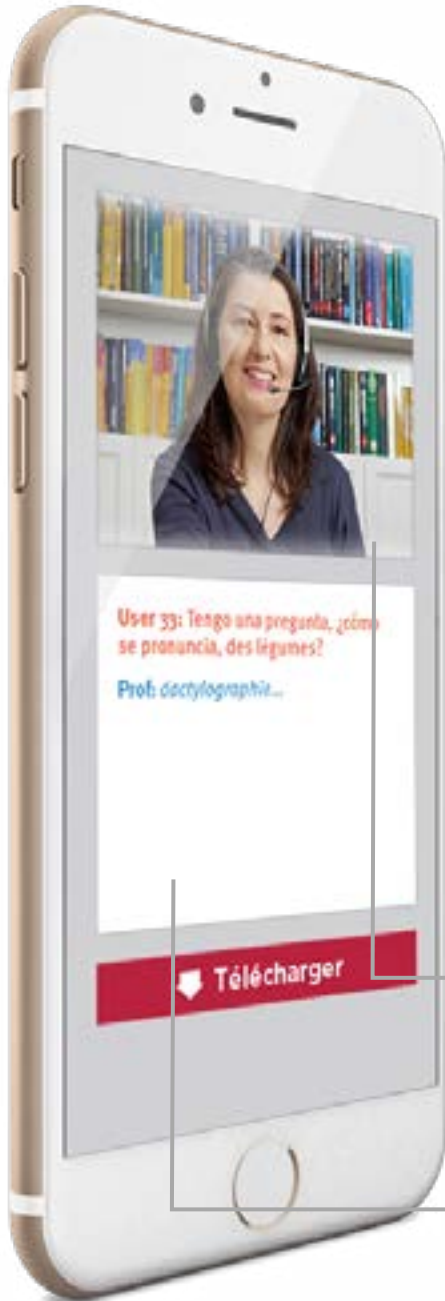 User 33: Tengo una pregunta, ¿cómo
se pronuncia, des légumes?
Prof: dactylographie...
Télécharger